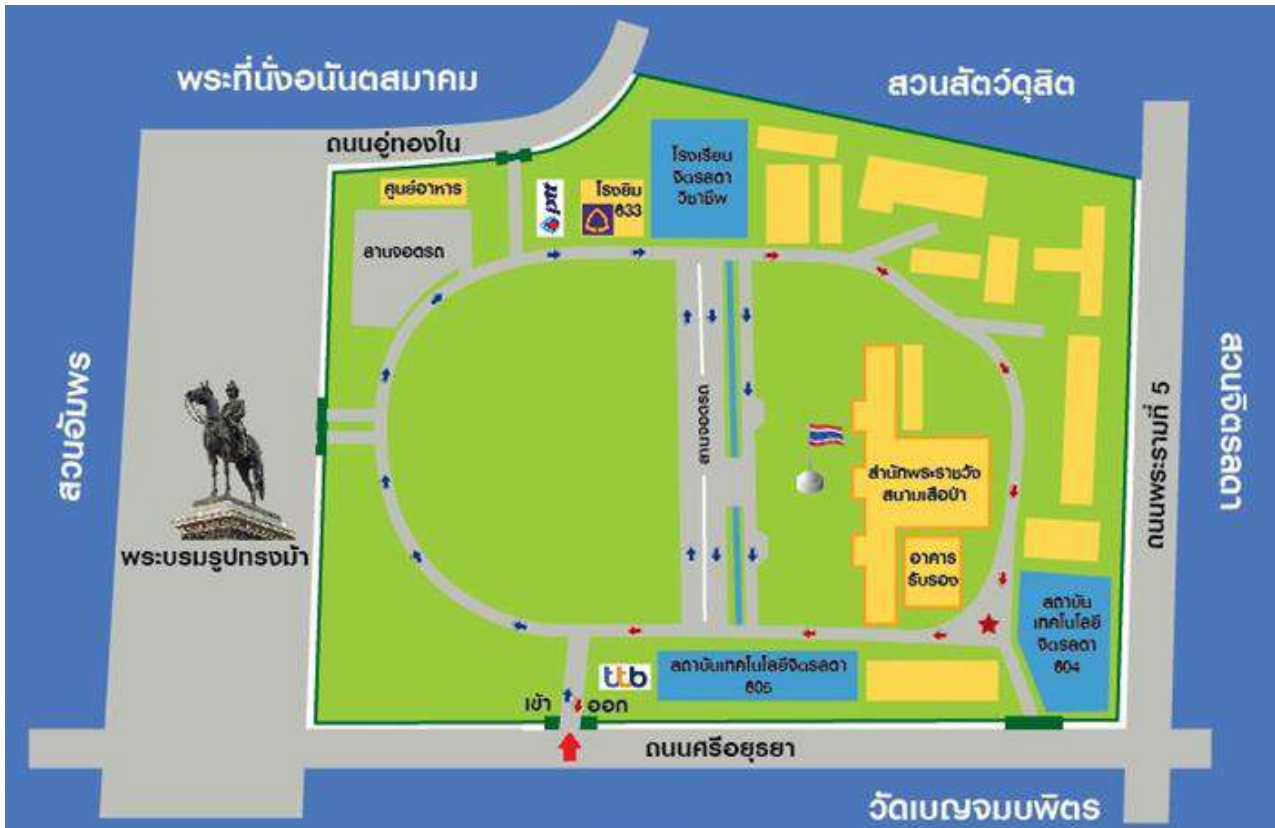 พระที่นั่งอนันตสมาคม
สวนสัตว์ดุสิต
ถนนอู่ทองใน
ศูนย์อาหาร
ptt
โรงยิม
633
โรงเรียน
จิตรลดา
วิชาชีพ
ลานจอดรถ
สวนอัมพร
พระบรมรูปทรงม้า
ลานจอดรถ
สำนักพระราชวัง
สนามเสือป่า
อาคาร
รับรอง
ถนนพระรามที่ 5
สวนจิตรลดา
สถาบัน
เทคโนโลยี
จิตรลดา
604
ttb
สถาบันเทคโนโลยีจิตรลดา
605
เข้า
ออก
ถนนศรีอยุธยา
วัดเบญจมบพิตร